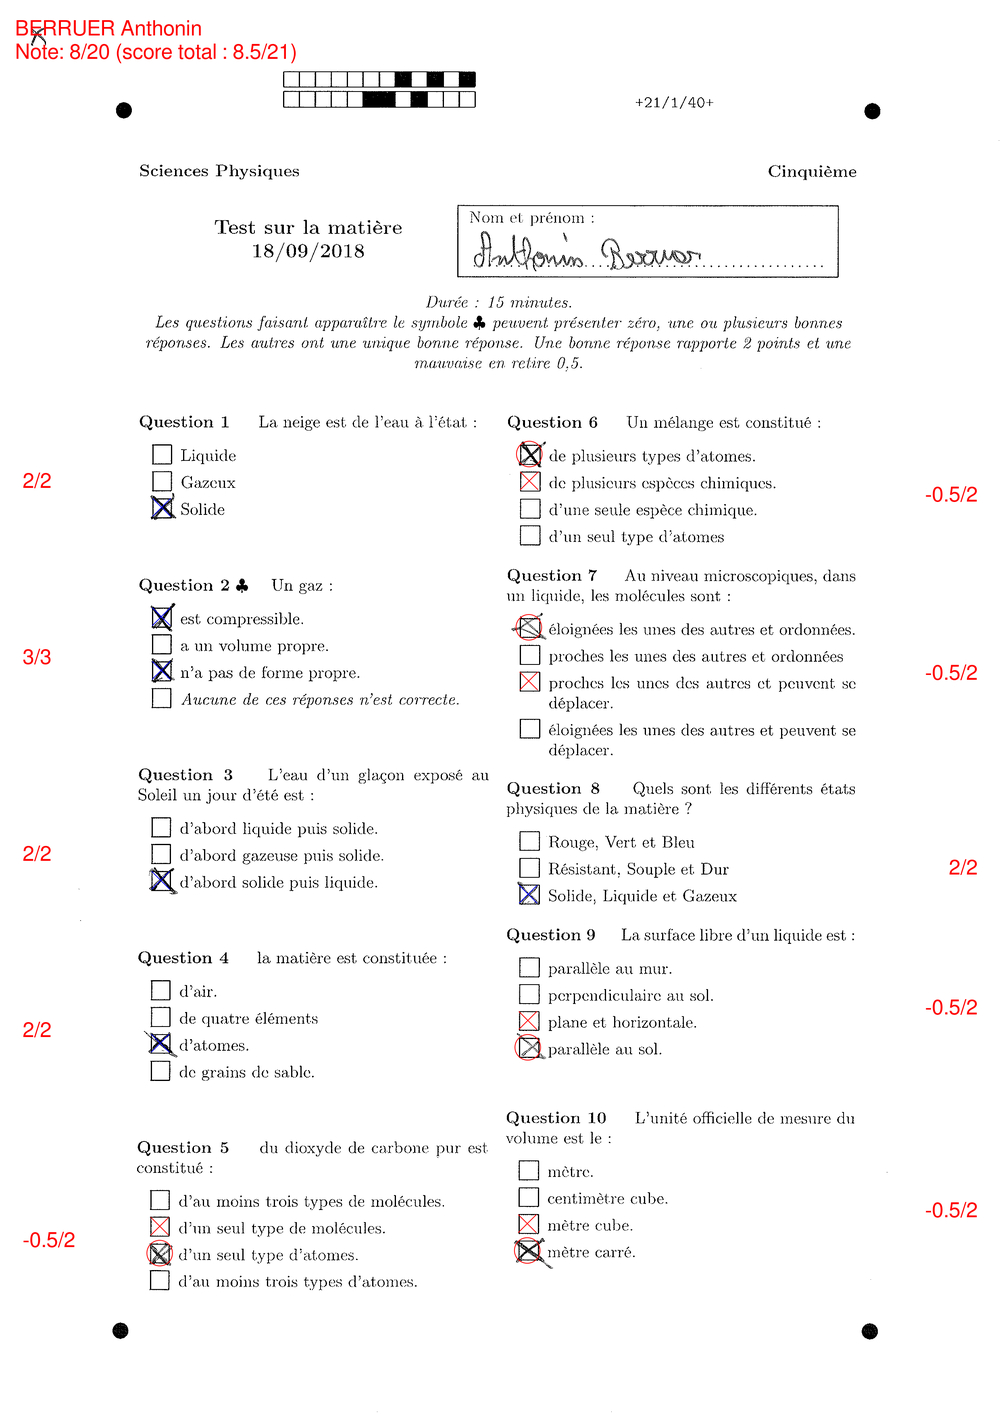 BERRUER Anthonin
Note: 8/20 (score total : 8.5/21)
+21/1/40+
Sciences Physiques
Cinquième
Test sur la matière
18/09/2018
Nom et prénom :
Anthonin Berruer
Durée : 15 minutes.
Les questions faisant apparaître le symbole ♣ peuvent présenter zéro, une ou plusieurs bonnes
réponses. Les autres ont une unique bonne réponse. Une bonne réponse rapporte 2 points et une
mauvaise en retire 0,5.
Question 1 La neige est de l'eau à l'état :
Liquide
2/2
Gazeux
Solide
Question 2 ♣ Un gaz :
est compressible.
a un volume propre.
3/3
n'a pas de forme propre.
Aucune de ces réponses n'est correcte.
Question 3 L'eau d'un glaçon exposé au
Soleil un jour d'été est :
d'abord liquide puis solide.
2/2
d'abord gazeuse puis solide.
d'abord solide puis liquide.
Question 4 la matière est constituée :
d'air.
de quatre éléments
2/2
d'atomes.
de grains de sable.
Question 5 du dioxyde de carbone pur est
constitué :
d'au moins trois types de molécules.
d'un seul type de molécules.
-0.5/2
d'un seul type d'atomes.
d'au moins trois types d'atomes.
Question 6 Un mélange est constitué :
de plusieurs types d'atomes.
de plusieurs espèces chimiques.
-0.5/2
d'une seule espèce chimique.
d'un seul type d'atomes
Question 7 Au niveau microscopiques, dans
un liquide, les molécules sont :
éloignées les unes des autres et ordonnées.
proches les unes des autres et ordonnées
-0.5/2
proches les unes des autres et peuvent se
déplacer.
éloignées les unes des autres et peuvent se
déplacer.
Question 8 Quels sont les différents états
physiques de la matière ?
Rouge, Vert et Bleu
Résistant, Souple et Dur
2/2
Solide, Liquide et Gazeux
Question 9 La surface libre d'un liquide est :
parallèle au mur.
perpendiculaire au sol.
-0.5/2
plane et horizontale.
parallèle au sol.
Question 10 L'unité officielle de mesure du
volume est le :
mètre.
centimètre cube.
-0.5/2
mètre cube.
mètre carré.